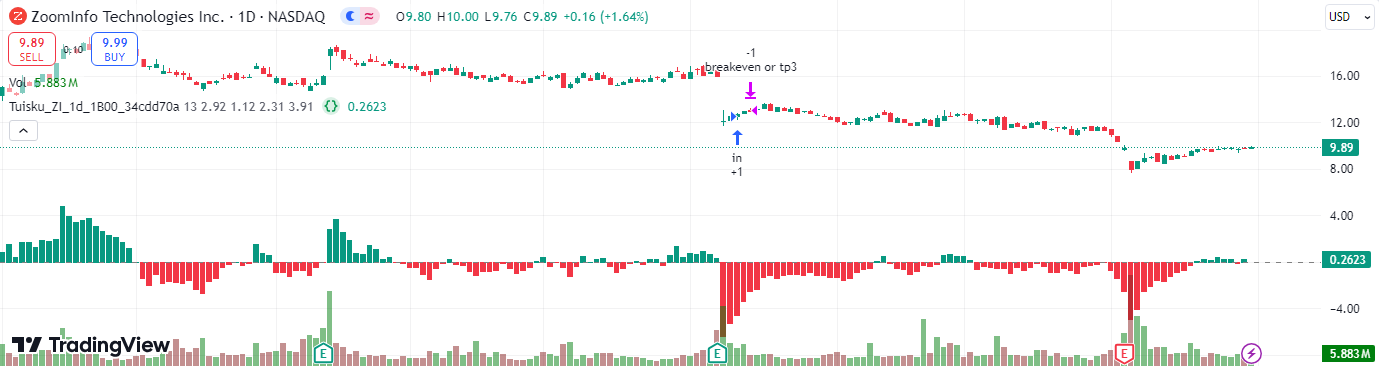 ZoomInfo Technologies Inc. · 1D · NASDAQ O9.80 H10.00 L9.76 C9.89 +0.16 (+1.64%)
USD
9.89 SELL
0.10
9.99 BUY
Vol 5.883M
Tuisku_ZI_1d_1B00_34cdd70a 13 2.92 1.12 2.31 3.91 {} 0.2623
-1
breakeven or tp3
in
+1
16.00
12.00
9.89
8.00
4.00
0.2623
−4.00
5.883M
E
E
E
TradingView